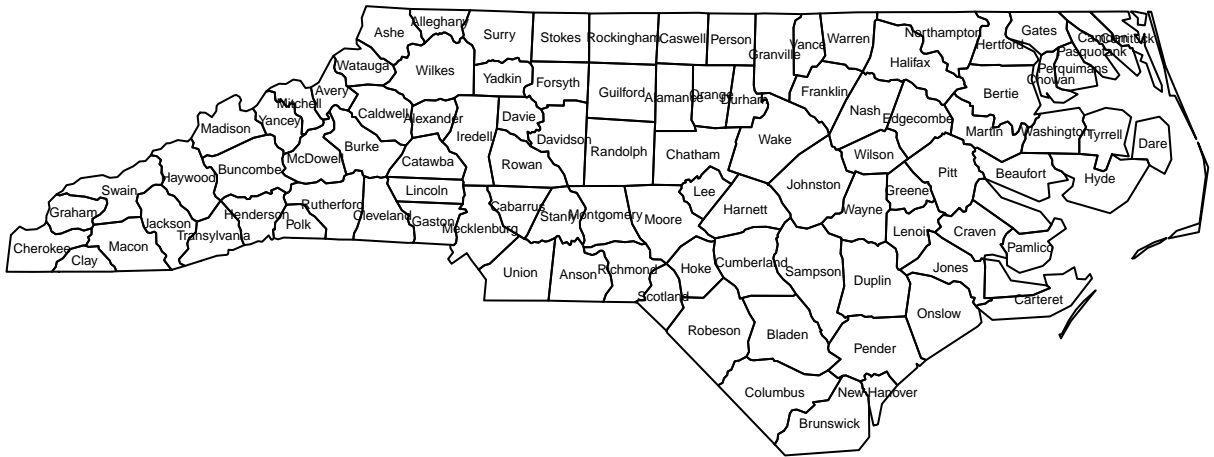 Ashe
Alleghany
Surry
Stokes
Rockingham
Caswell
Person
Granville
Vance
Warren
Northampton
Hertford
Gates
Camden
Currituck
Pasquotank
Perquimans
Chowan
Watauga
Wilkes
Yadkin
Forsyth
Guilford
Alamance
Orange
Durham
Franklin
Halifax
Bertie
Avery
Mitchell
Yancey
Madison
Caldwell
Alexander
Iredell
Davie
Davidson
Randolph
Chatham
Wake
Nash
Edgecombe
Martin
Washington
Tyrrell
Dare
Hyde
Beaufort
Pitt
Wilson
Burke
McDowell
Buncombe
Haywood
Swain
Graham
Catawba
Rowan
Lincoln
Gaston
Cleveland
Rutherford
Polk
Henderson
Transylvania
Jackson
Macon
Clay
Cherokee
Mecklenburg
Cabarrus
Stanly
Montgomery
Moore
Lee
Harnett
Johnston
Wayne
Greene
Lenoir
Craven
Pamlico
Jones
Carteret
Onslow
Duplin
Sampson
Cumberland
Hoke
Scotland
Richmond
Anson
Union
Robeson
Bladen
Pender
Columbus
New Hanover
Brunswick